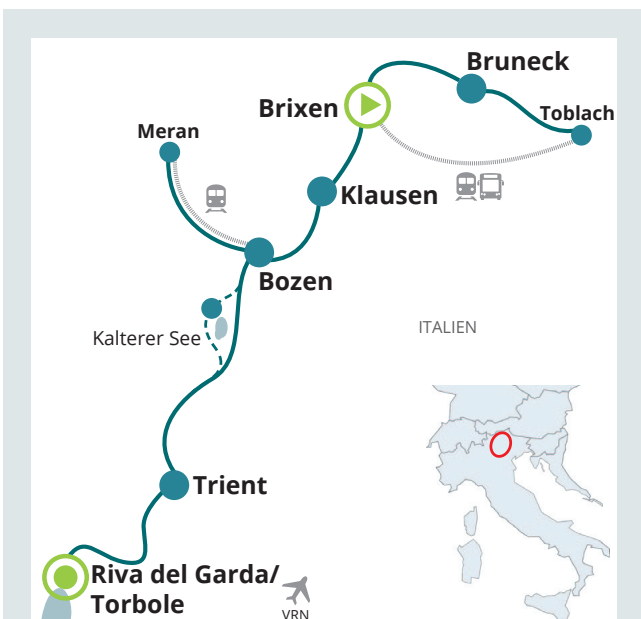 Bruneck
Brixen
Toblach
Meran
Klausen
Bozen
ITALIEN
Kalterer See
Trient
Riva del Garda/
Torbole
VRN